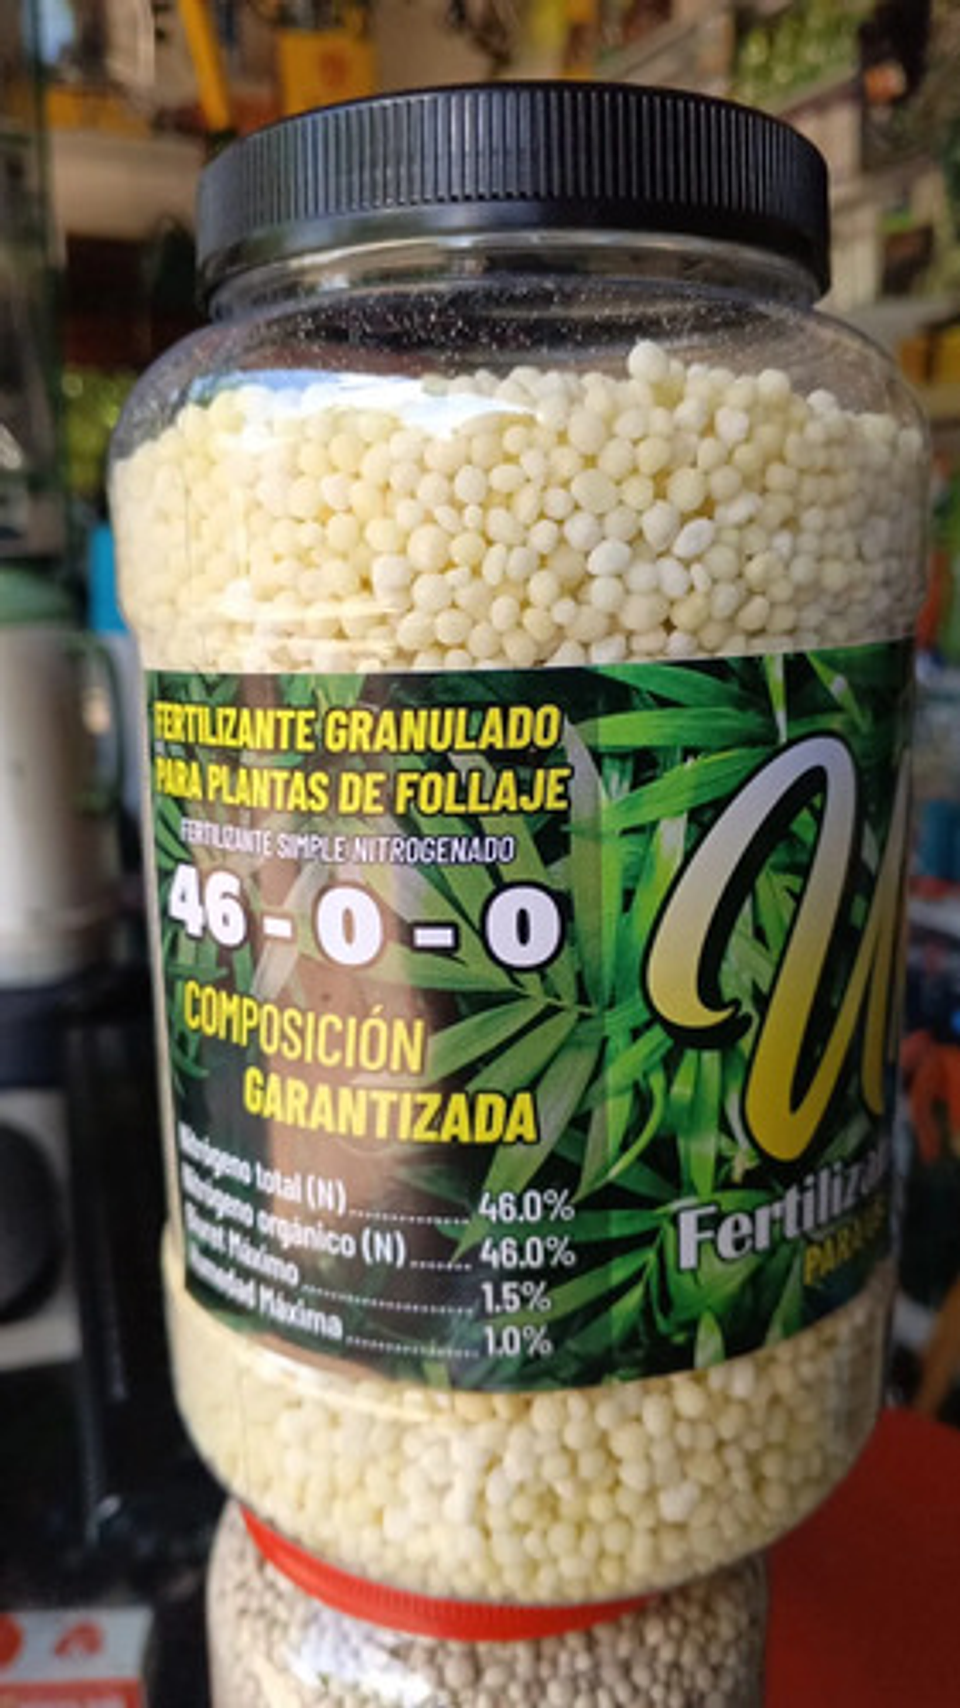 FERTILIZANTE GRANULADO
PARA PLANTAS DE FOLLAJE
FERTILIZANTE SIMPLE NITROGENADO
46 - 0 - 0
COMPOSICIÓN
GARANTIZADA
Nitrógeno total (N)..............46.0%
Nitrógeno orgánico (N).......46.0%
Biuret Máximo....................1.5%
Humedad Máxima................1.0%
U
Fertiliza
PARA